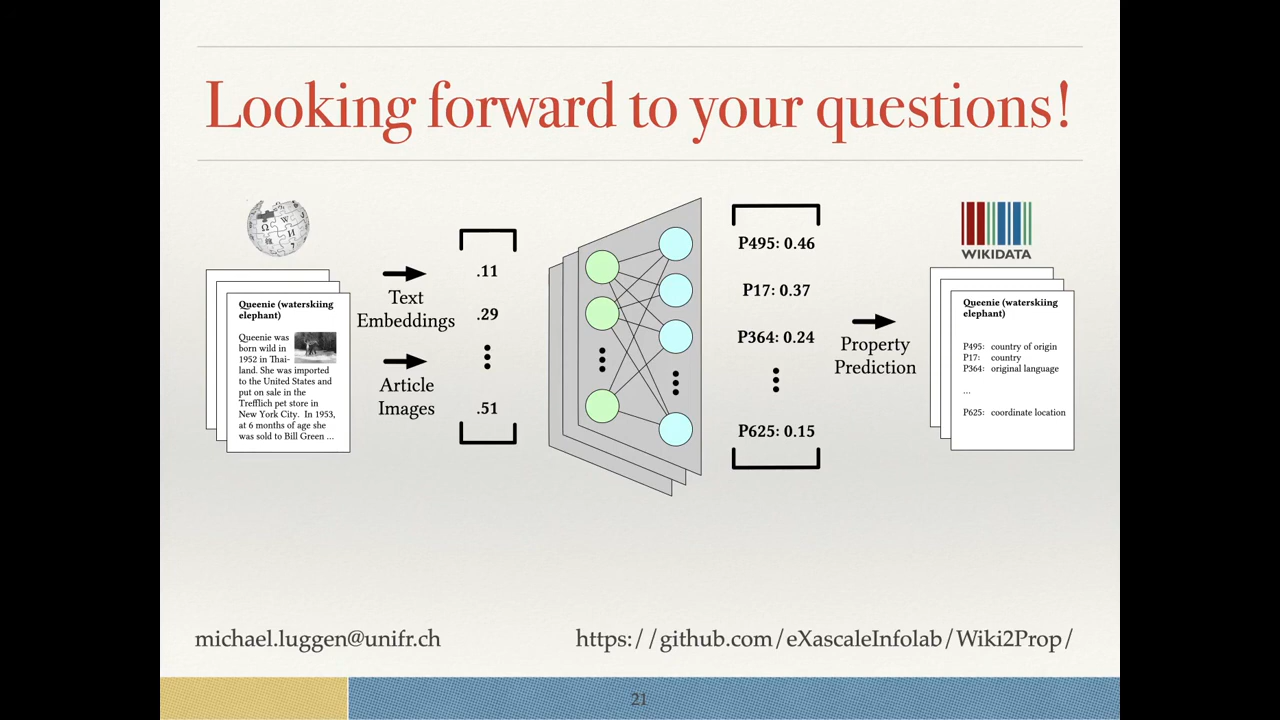 Looking forward to your questions!
Queenie (waterskiing
elephant)
Queenie was
born wild in
1952 in Thai-
land. She was imported
to the United States and
put on sale in the
Trefflich pet store in
New York City. In 1953,
at 6 months of age she
was sold to Bill Green ...
Text
Embeddings
Article
Images
.11
.29
.51
P495: 0.46
P17: 0.37
P364: 0.24
P625: 0.15
Property
Prediction
WIKIDATA
Queenie (waterskiing
elephant)
P495: country of origin
P17: country
P364: original language
...
P625: coordinate location
michael.luggen@unifr.ch
https://github.com/eXascaleInfolab/Wiki2Prop/
21